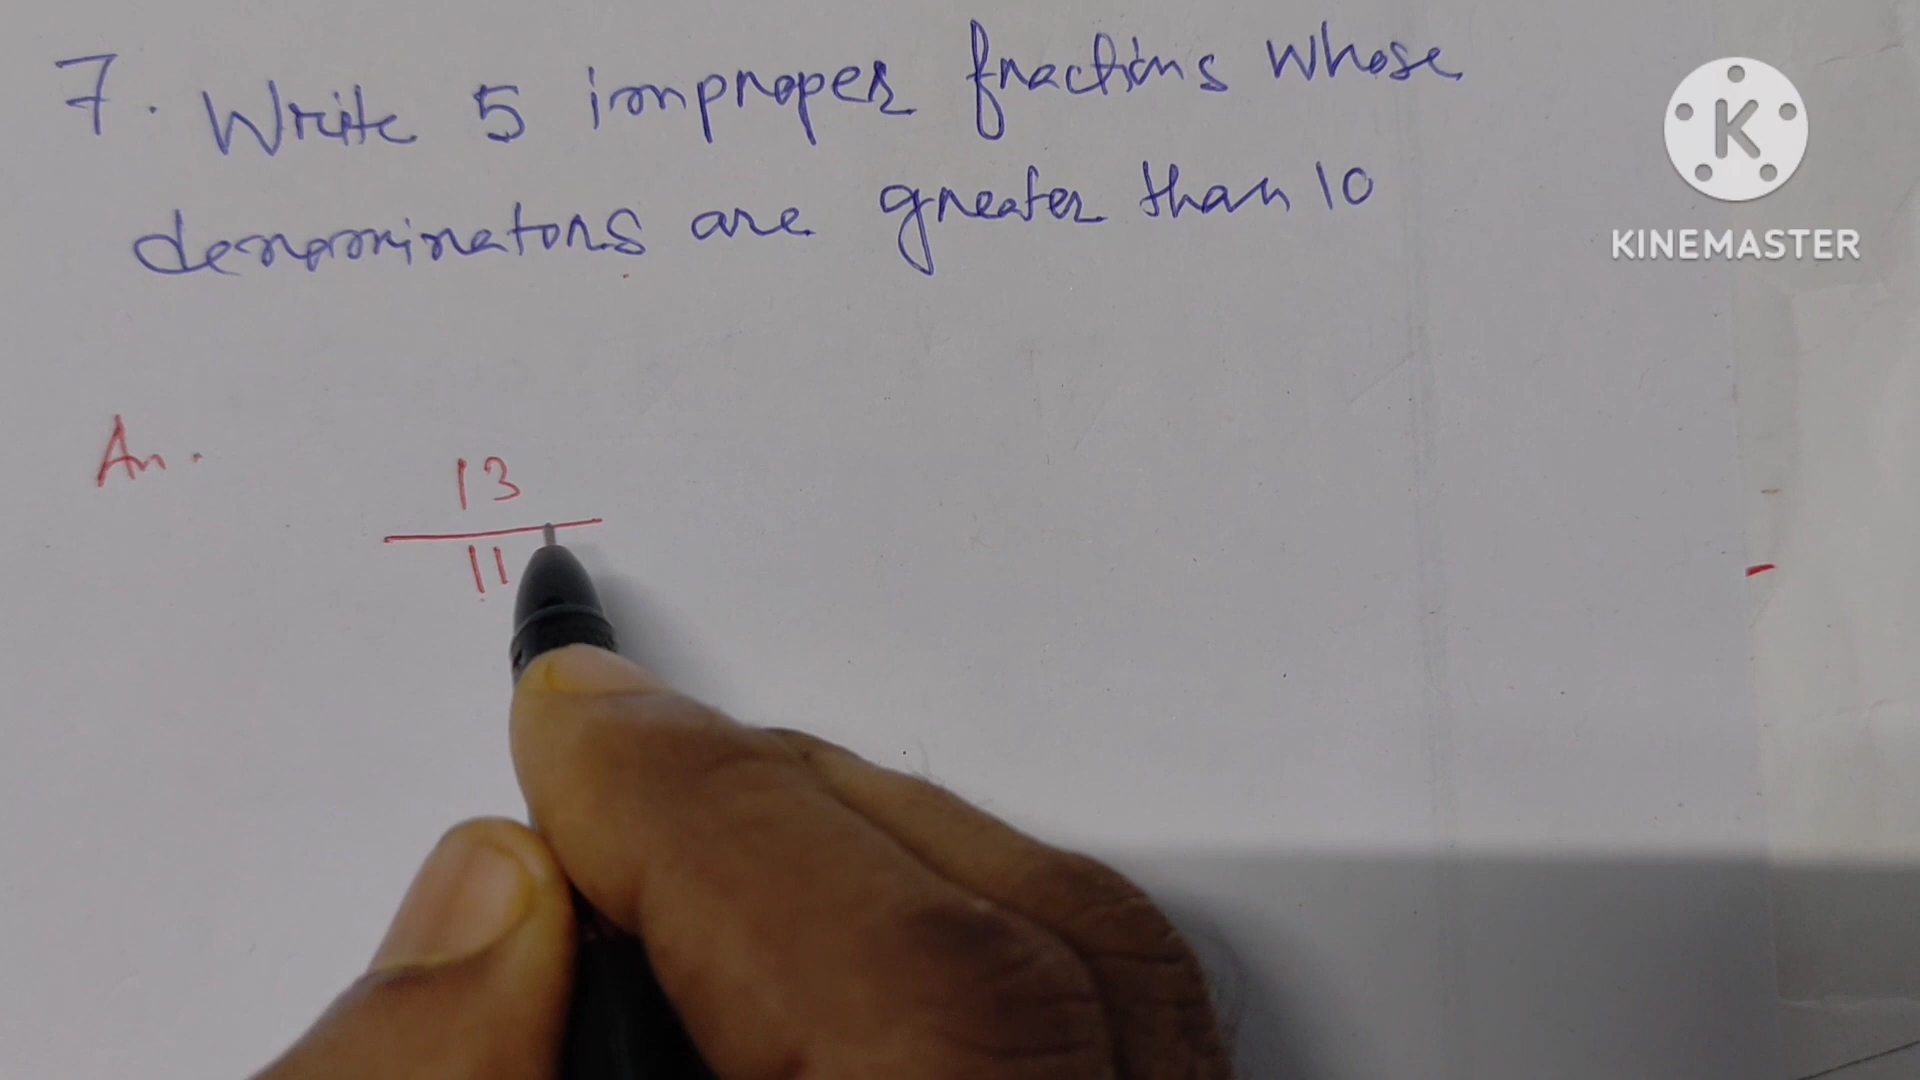 7. Write 5 improper fractions whose
denominators are greater than 10
K
KINEMASTER
An.
13
11